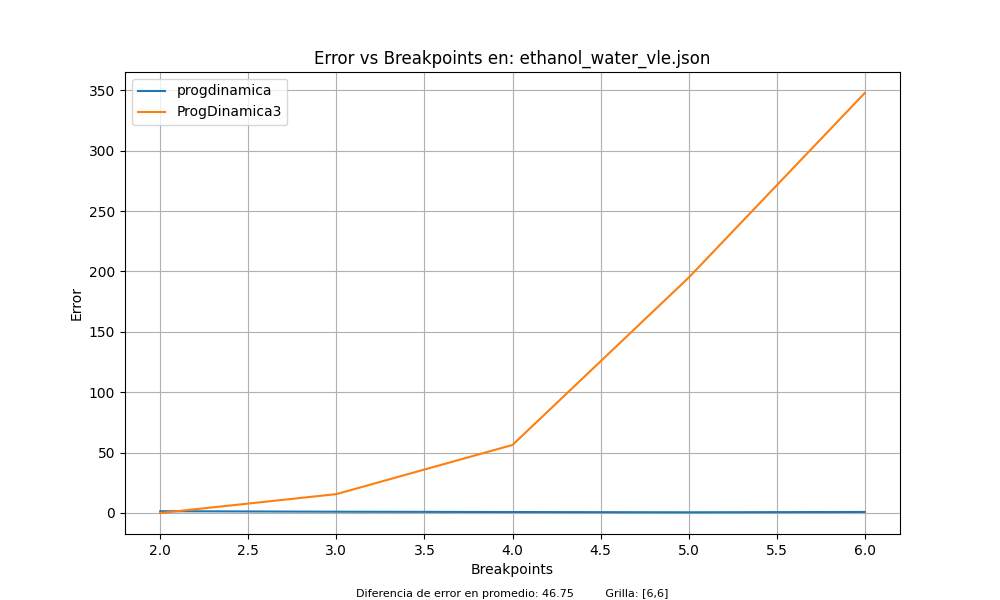 Error vs Breakpoints en: ethanol_water_vle.json
progdinamica
ProgDinamica3
350
300
250
200
150
100
50
0
Error
2.0 2.5 3.0 3.5 4.0 4.5 5.0 5.5 6.0
Breakpoints
Diferencia de error en promedio: 46.75 Grilla: [6,6]